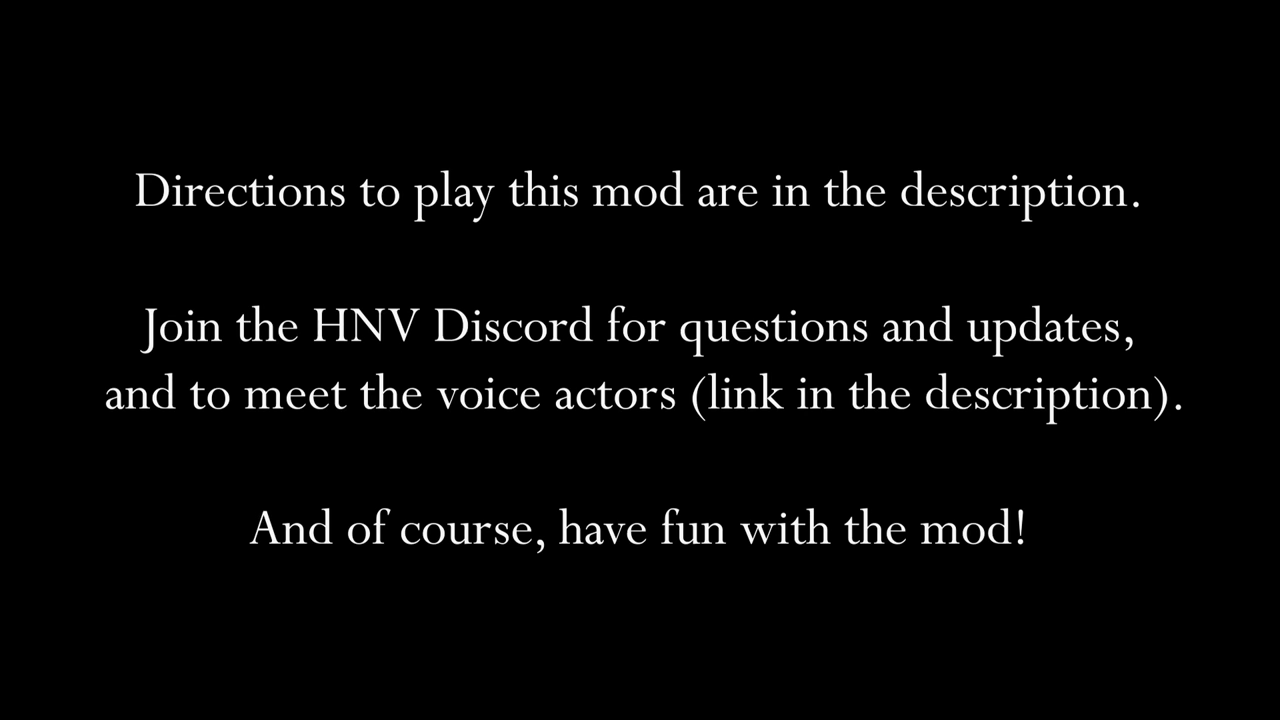 Directions to play this mod are in the description.
Join the HNV Discord for questions and updates,
and to meet the voice actors (link in the description).
And of course, have fun with the mod!